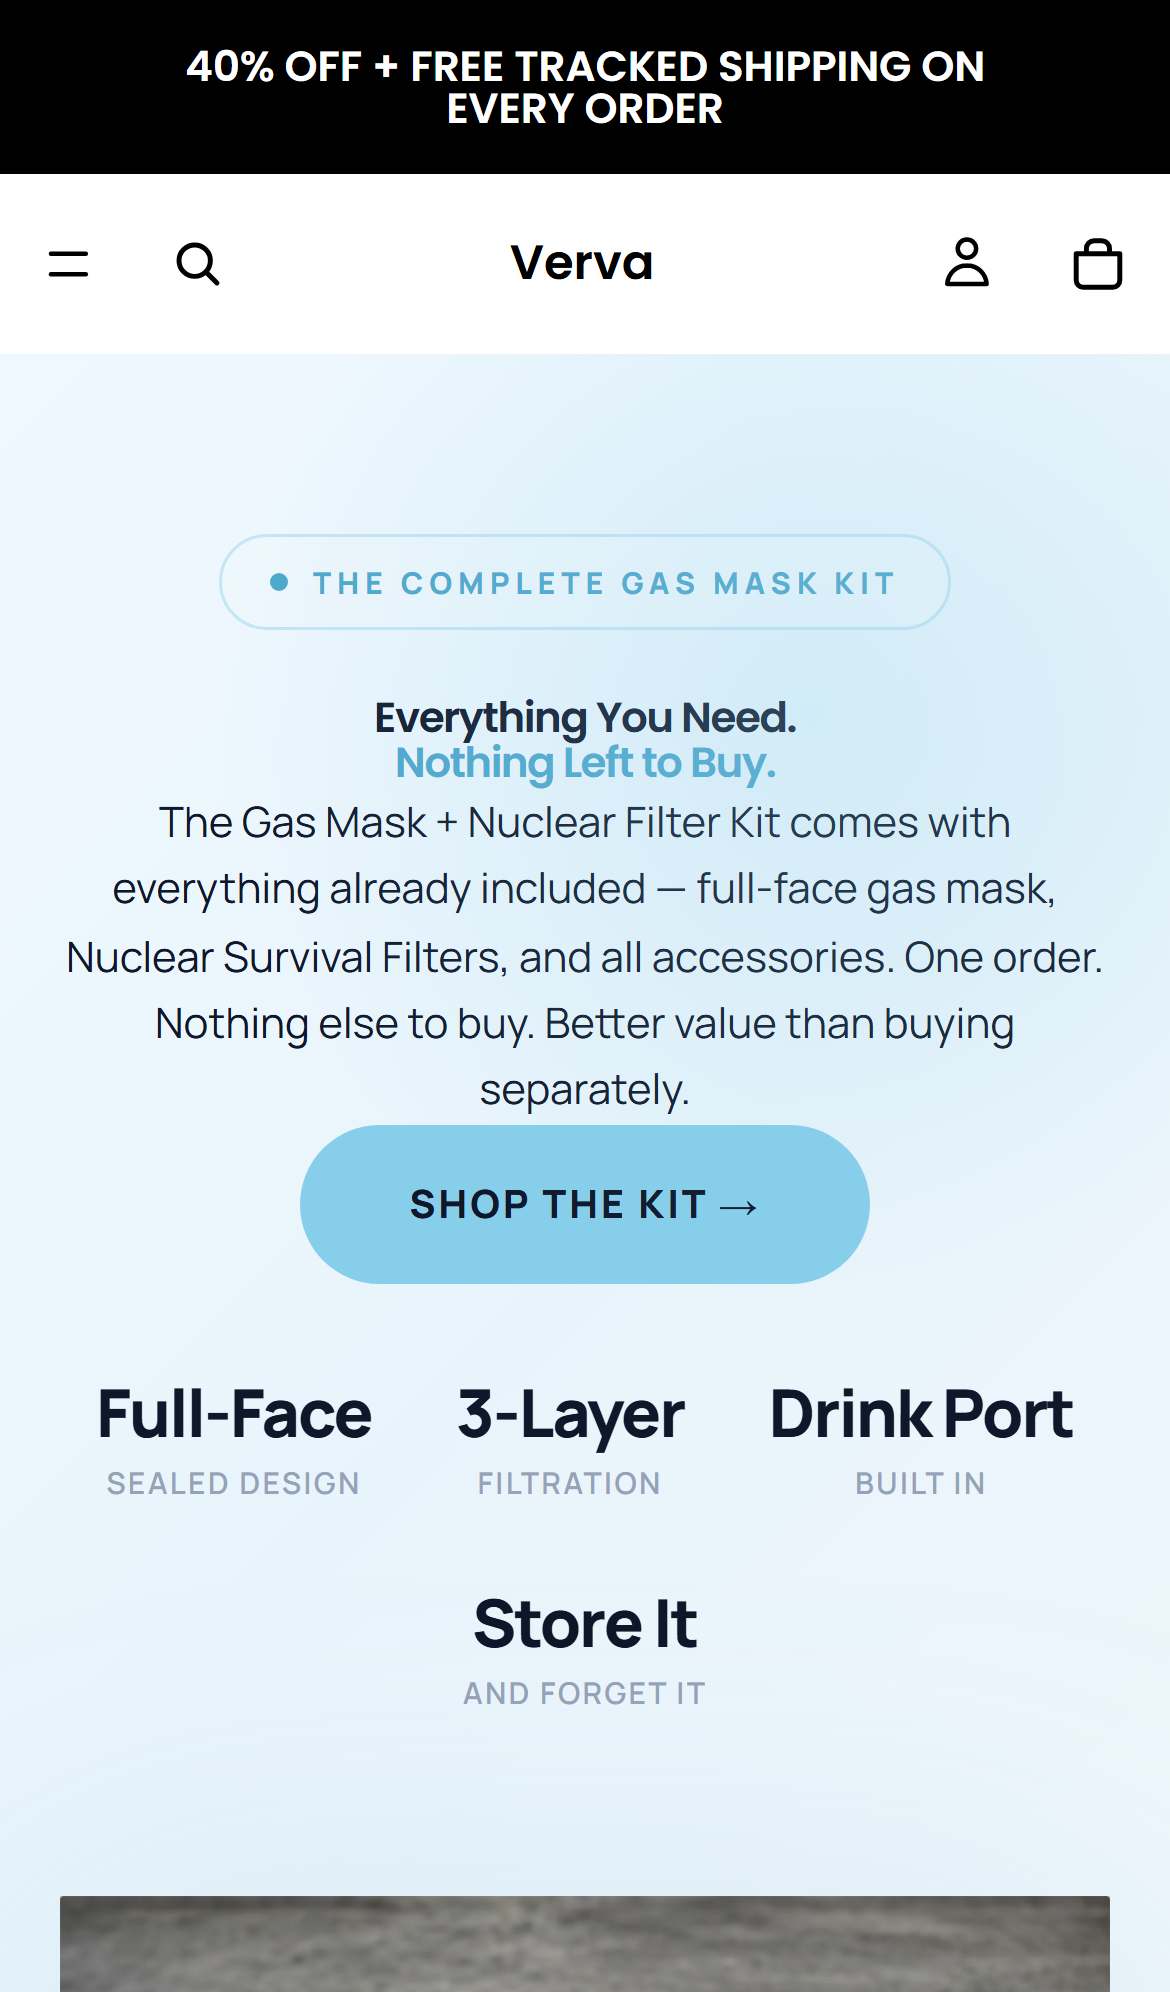 40% OFF + FREE TRACKED SHIPPING ON
EVERY ORDER
Verva
THE COMPLETE GAS MASK KIT
Everything You Need.
Nothing Left to Buy.
The Gas Mask + Nuclear Filter Kit comes with
everything already included — full-face gas mask,
Nuclear Survival Filters, and all accessories. One order.
Nothing else to buy. Better value than buying
separately.
SHOP THE KIT →
Full-Face
SEALED DESIGN
3-Layer
FILTRATION
Drink Port
BUILT IN
Store It
AND FORGET IT